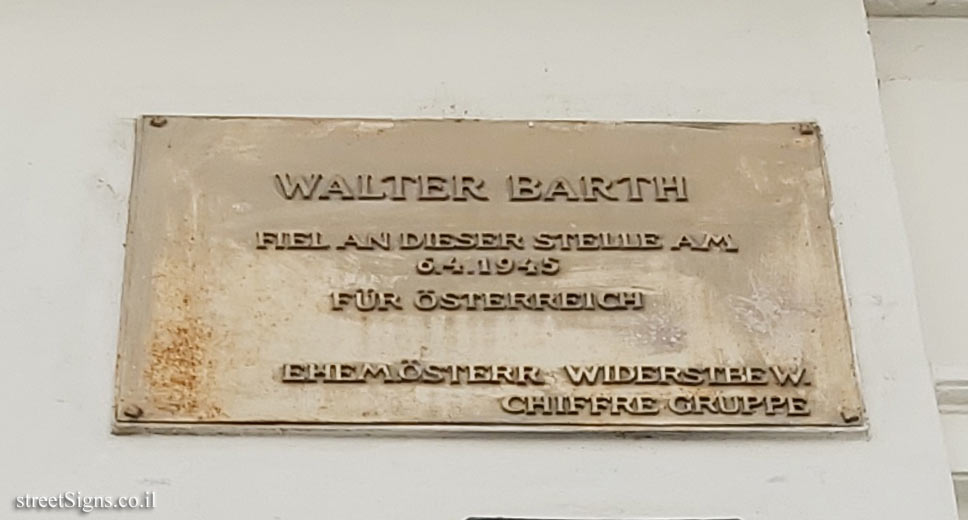 WALTER BARTH
FIEL AN DIESER STELLE AM
6.4.1945
FÜR ÖSTERREICH
EHEM.ÖSTERR. WIDERSTBEW.
CHIFFRE GRUPPE
streetSigns.co.il